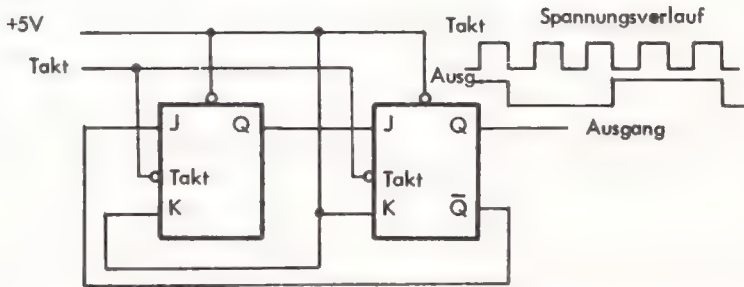 +5V
Takt
Takt
Spannungsverlauf
Ausg.
J
Q
Takt
K
J
Q
Takt
K
Q̅
Ausgang